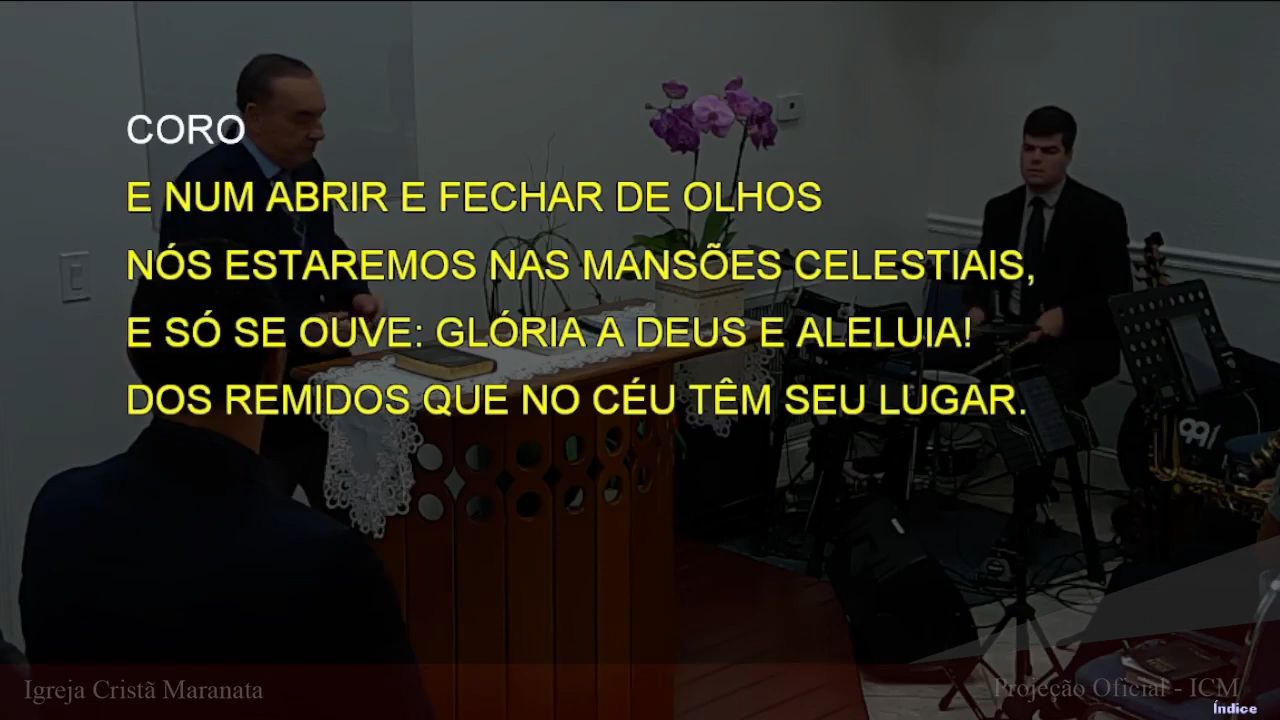 CORO
E NUM ABRIR E FECHAR DE OLHOS
NÓS ESTAREMOS NAS MANSÕES CELESTIAIS,
E SÓ SE OUVE: GLÓRIA A DEUS E ALELUIA!
DOS REMIDOS QUE NO CÉU TÊM SEU LUGAR.
Igreja Cristã Maranata
Projeção Oficial - ICM
Índice